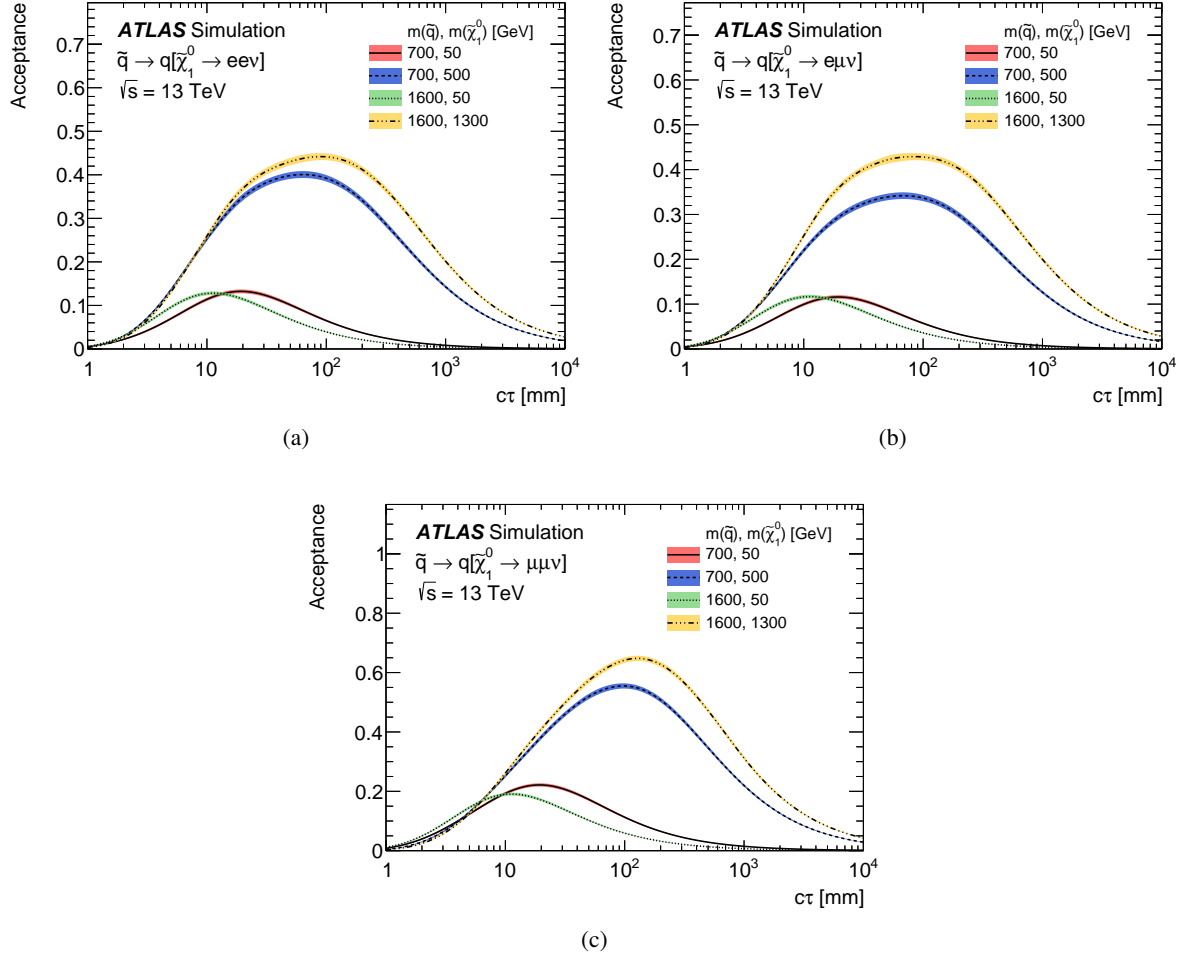 Acceptance
ATLAS Simulation
q̃ → q[χ̃₁⁰ → eeν]
√s = 13 TeV
m(q̃), m(χ̃₁⁰) [GeV]
700, 50
700, 500
1600, 50
1600, 1300
0.7
0.6
0.5
0.4
0.3
0.2
0.1
0
1 10 10² 10³ 10⁴
cτ [mm]
(a)
Acceptance
ATLAS Simulation
q̃ → q[χ̃₁⁰ → eμν]
√s = 13 TeV
m(q̃), m(χ̃₁⁰) [GeV]
700, 50
700, 500
1600, 50
1600, 1300
0.7
0.6
0.5
0.4
0.3
0.2
0.1
0
1 10 10² 10³ 10⁴
cτ [mm]
(b)
Acceptance
ATLAS Simulation
q̃ → q[χ̃₁⁰ → μμν]
√s = 13 TeV
m(q̃), m(χ̃₁⁰) [GeV]
700, 50
700, 500
1600, 50
1600, 1300
1
0.8
0.6
0.4
0.2
0
1 10 10² 10³ 10⁴
cτ [mm]
(c)